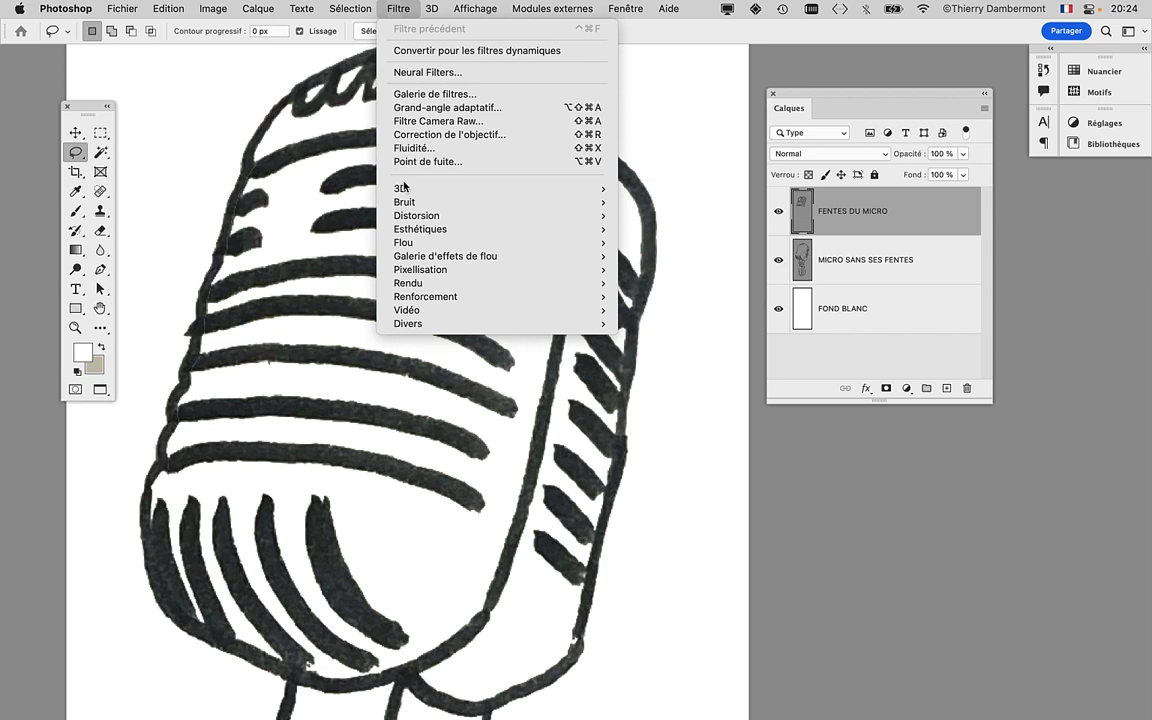 Photoshop Fichier Edition Image Calque Texte Sélection Filtre 3D Affichage Modules externes Fenêtre Aide ©Thierry Dambermont 20:24
Contour progressif : 0 px Lissage Partager
Filtre précédent ^⌘F
Convertir pour les filtres dynamiques
Neural Filters...
Galerie de filtres...
Grand-angle adaptatif... ⌥⇧⌘A
Filtre Camera Raw... ⇧⌘A
Correction de l'objectif... ⇧⌘R
Fluidité... ⇧⌘X
Point de fuite... ⌥⌘V
3D
Bruit
Distorsion
Esthétiques
Flou
Galerie d'effets de flou
Pixellisation
Rendu
Renforcement
Vidéo
Divers
Calques
Type
Normal Opacité : 100 %
Verrou : Fond : 100 %
FENTES DU MICRO
MICRO SANS SES FENTES
FOND BLANC
Nuancier
Motifs
Réglages
Bibliothèques